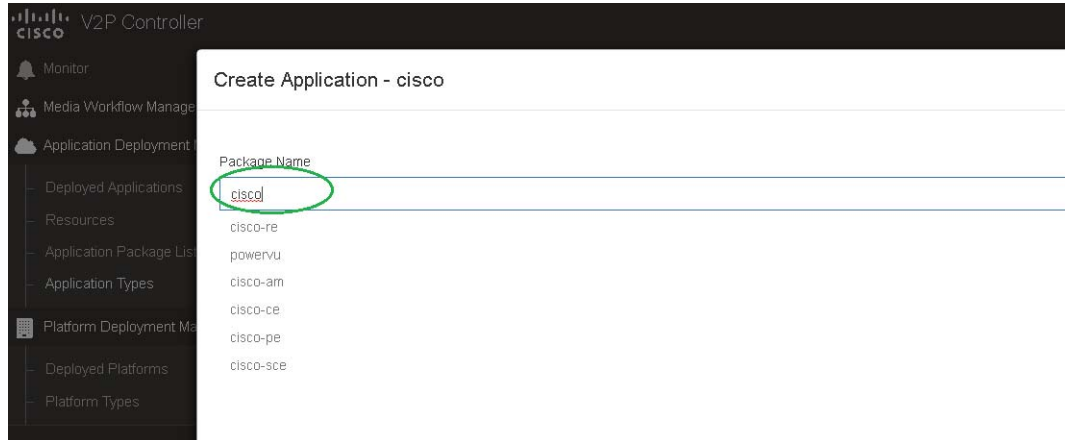 cisco V2P Controller
Monitor
Create Application - cisco
Media Workflow Manage
Application Deployment
Package Name
cisco
Deployed Applications
Resources
Application Package List
Application Types
Platform Deployment Ma
Deployed Platforms
Platform Types
cisco-re
powervu
cisco-am
cisco-ce
cisco-pe
cisco-sce